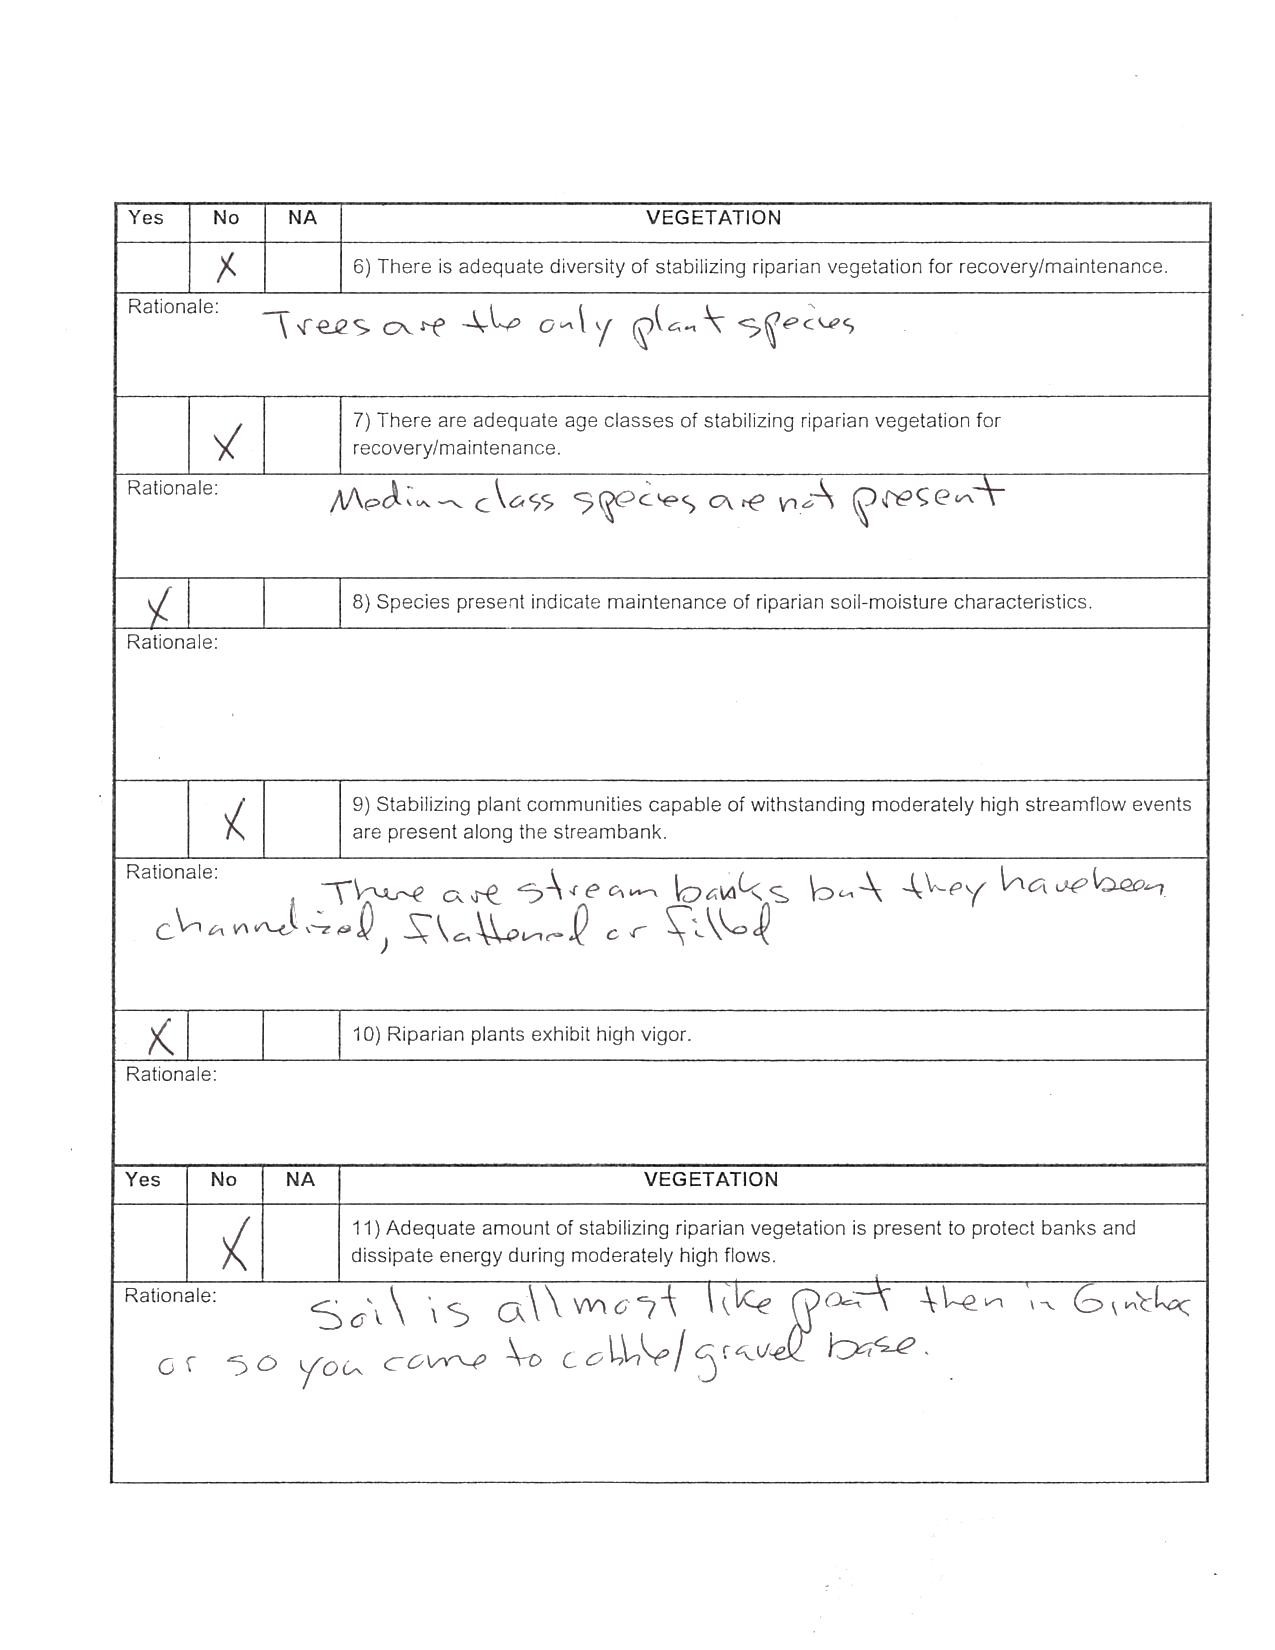 Yes No NA VEGETATION
X 6) There is adequate diversity of stabilizing riparian vegetation for recovery/maintenance.
Rationale: Trees are the only plant species
X 7) There are adequate age classes of stabilizing riparian vegetation for
recovery/maintenance.
Rationale: Mediun class species are not present
X 8) Species present indicate maintenance of riparian soil-moisture characteristics.
Rationale:
X 9) Stabilizing plant communities capable of withstanding moderately high streamflow events
are present along the streambank.
Rationale: There are stream banks but they have been
channelized, flattened or filled
X 10) Riparian plants exhibit high vigor.
Rationale:
Yes No NA VEGETATION
X 11) Adequate amount of stabilizing riparian vegetation is present to protect banks and
dissipate energy during moderately high flows.
Rationale: Soil is allmost like peat then in 6 inches
or so you come to cobble/gravel base.